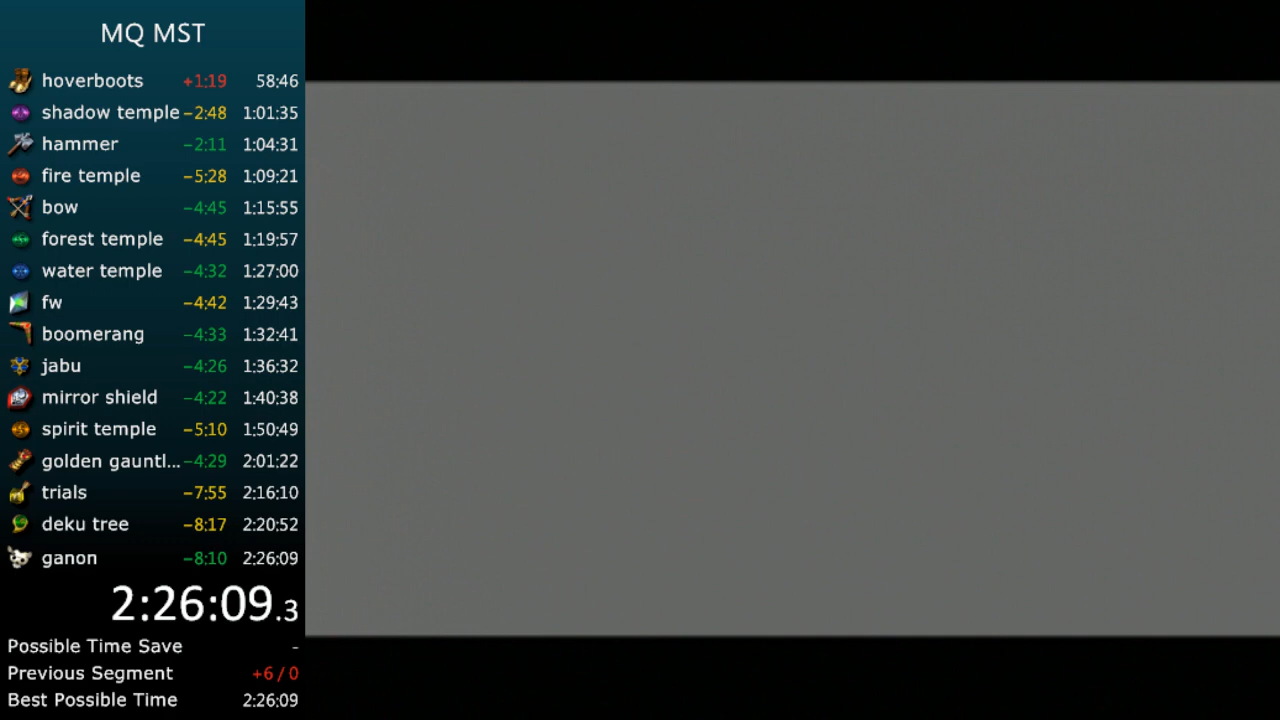 MQ MST
hoverboots +1:19 58:46
shadow temple −2:48 1:01:35
hammer −2:11 1:04:31
fire temple −5:28 1:09:21
bow −4:45 1:15:55
forest temple −4:45 1:19:57
water temple −4:32 1:27:00
fw −4:42 1:29:43
boomerang −4:33 1:32:41
jabu −4:26 1:36:32
mirror shield −4:22 1:40:38
spirit temple −5:10 1:50:49
golden gauntl... −4:29 2:01:22
trials −7:55 2:16:10
deku tree −8:17 2:20:52
ganon −8:10 2:26:09
2:26:09.3
Possible Time Save -
Previous Segment +6 / 0
Best Possible Time 2:26:09